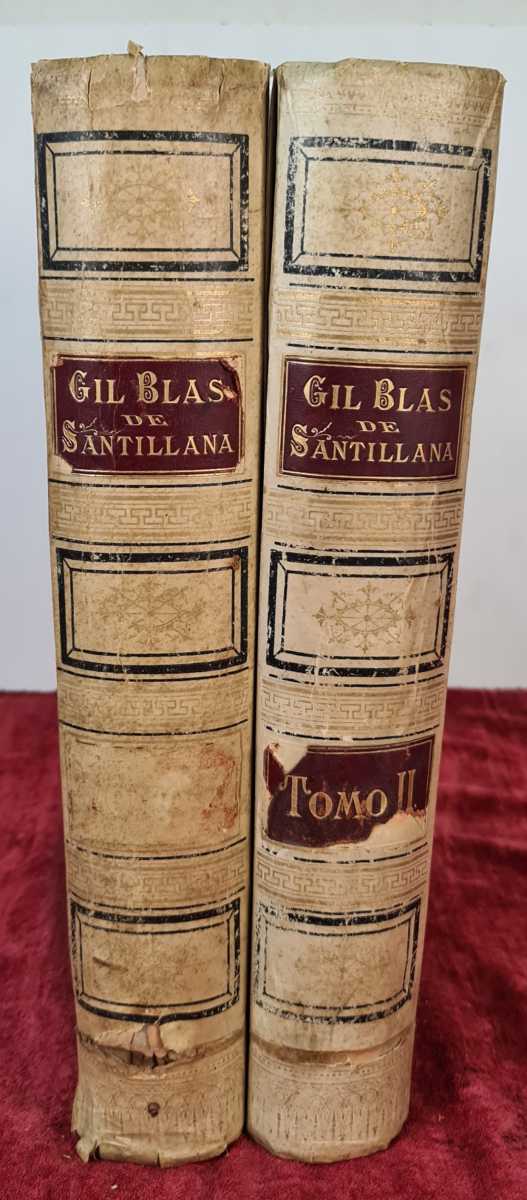 GIL BLAS
DE
SANTILLANA
GIL BLAS
DE
SANTILLANA
TOMO II